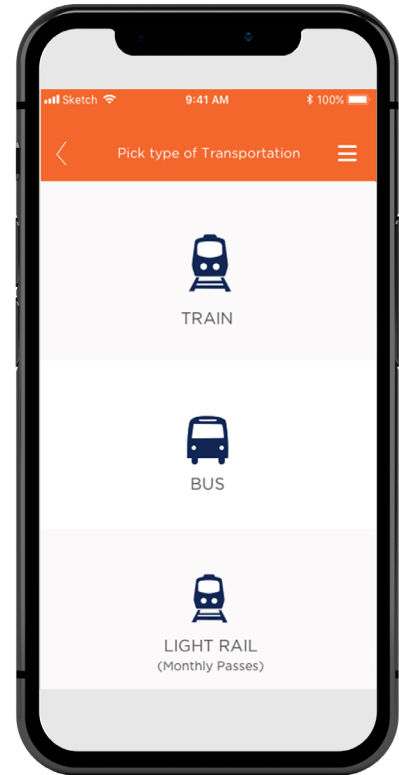 Sketch 9:41 AM 100%
Pick type of Transportation
TRAIN
BUS
LIGHT RAIL
(Monthly Passes)